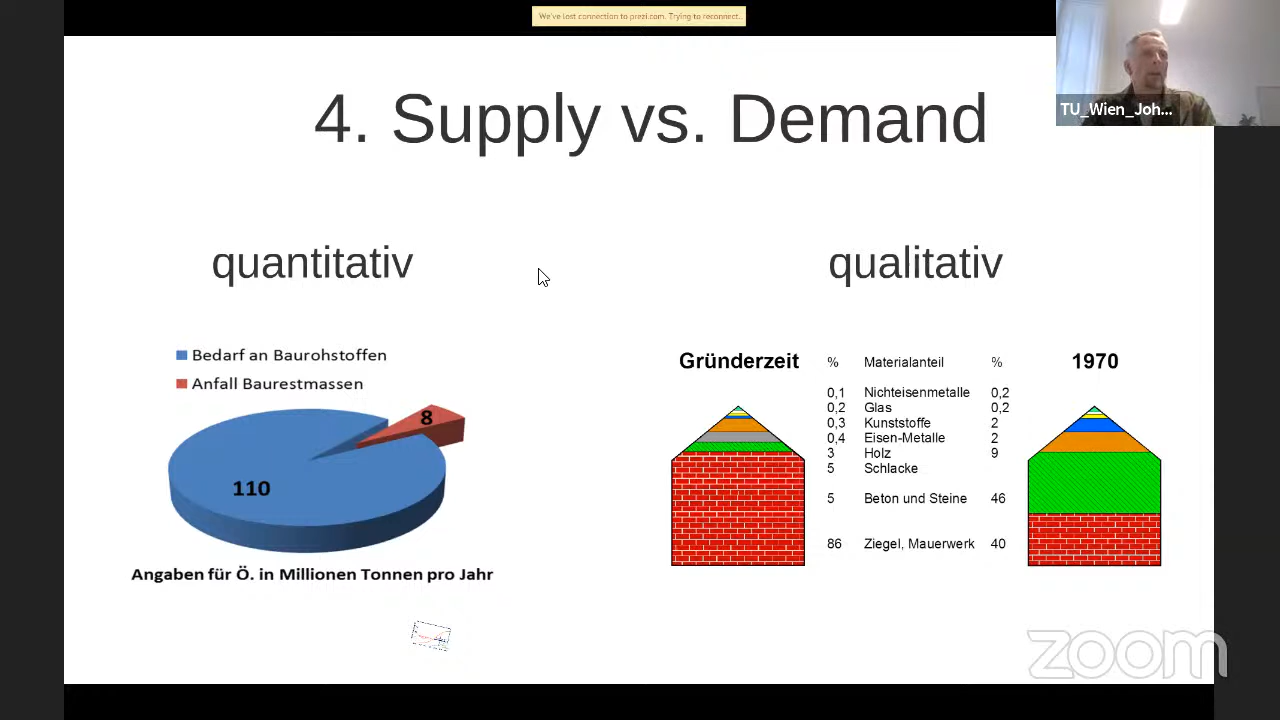 We've lost connection to prezi.com. Trying to reconnect...
TU_Wien_Joh...
4. Supply vs. Demand
quantitativ
qualitativ
Bedarf an Baurohstoffen
Anfall Baurestmassen
8
110
Angaben für Ö. in Millionen Tonnen pro Jahr
Gründerzeit % Materialanteil % 1970
0,1 Nichteisenmetalle 0,2
0,2 Glas 0,2
0,3 Kunststoffe 2
0,4 Eisen-Metalle 2
3 Holz 9
5 Schlacke
5 Beton und Steine 46
86 Ziegel, Mauerwerk 40
zoom